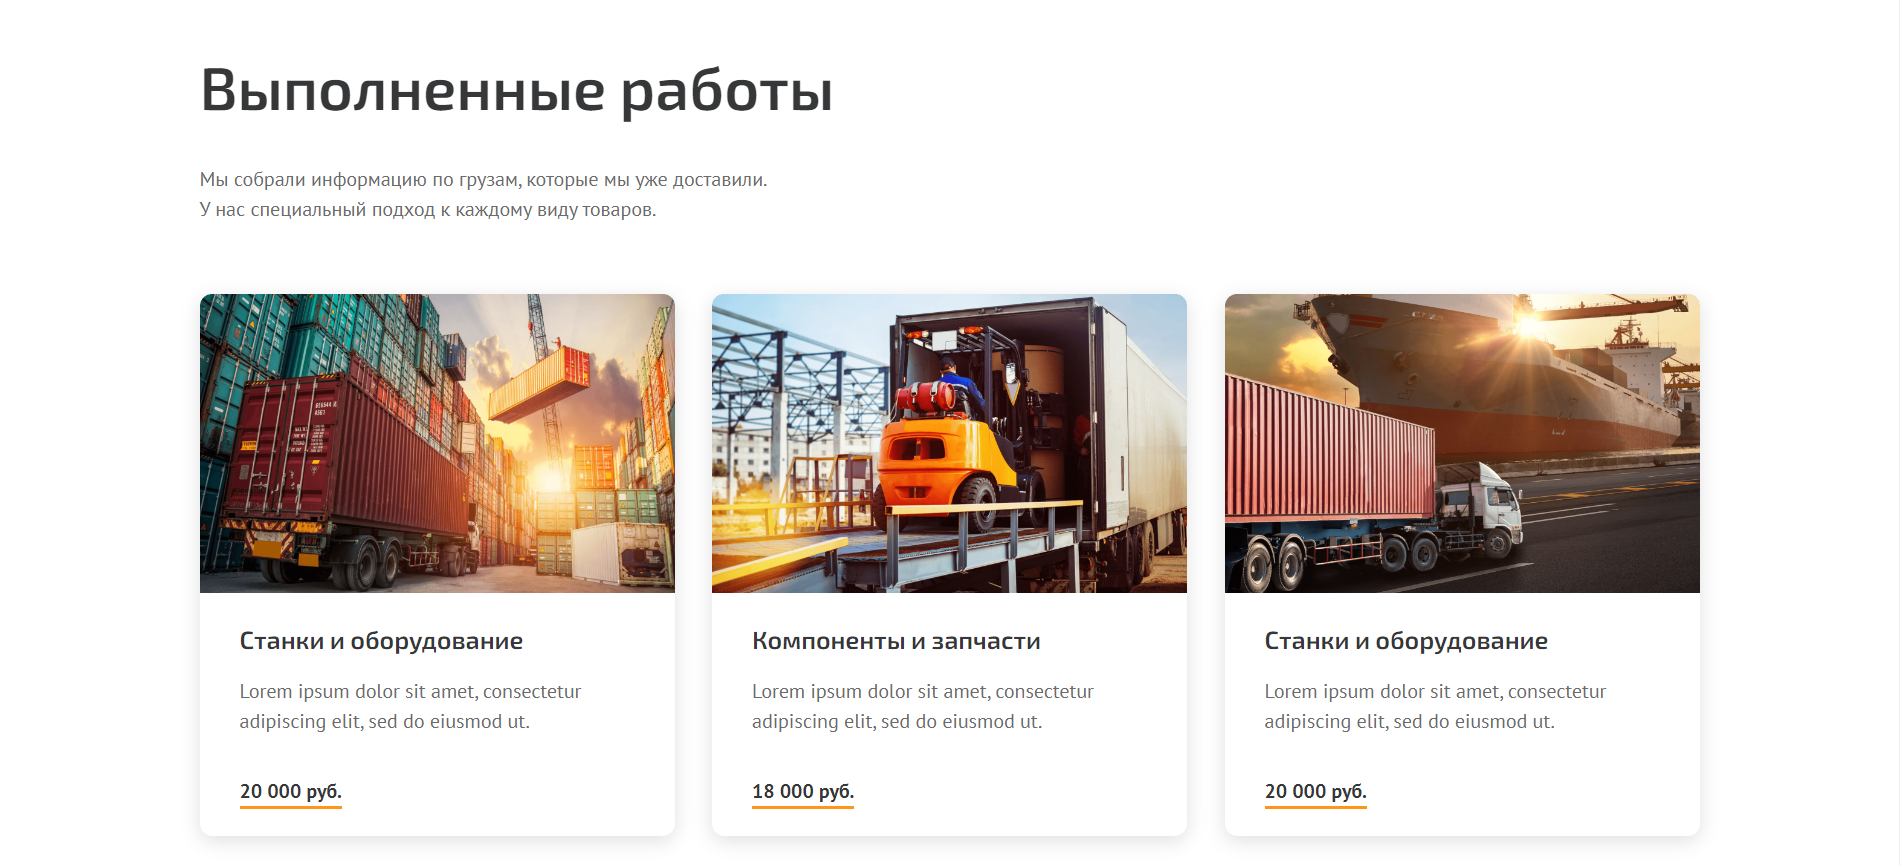 Выполненные работы
Мы собрали информацию по грузам, которые мы уже доставили.
У нас специальный подход к каждому виду товаров.
Станки и оборудование
Lorem ipsum dolor sit amet, consectetur
adipiscing elit, sed do eiusmod ut.
20 000 руб.
Компоненты и запчасти
Lorem ipsum dolor sit amet, consectetur
adipiscing elit, sed do eiusmod ut.
18 000 руб.
Станки и оборудование
Lorem ipsum dolor sit amet, consectetur
adipiscing elit, sed do eiusmod ut.
20 000 руб.